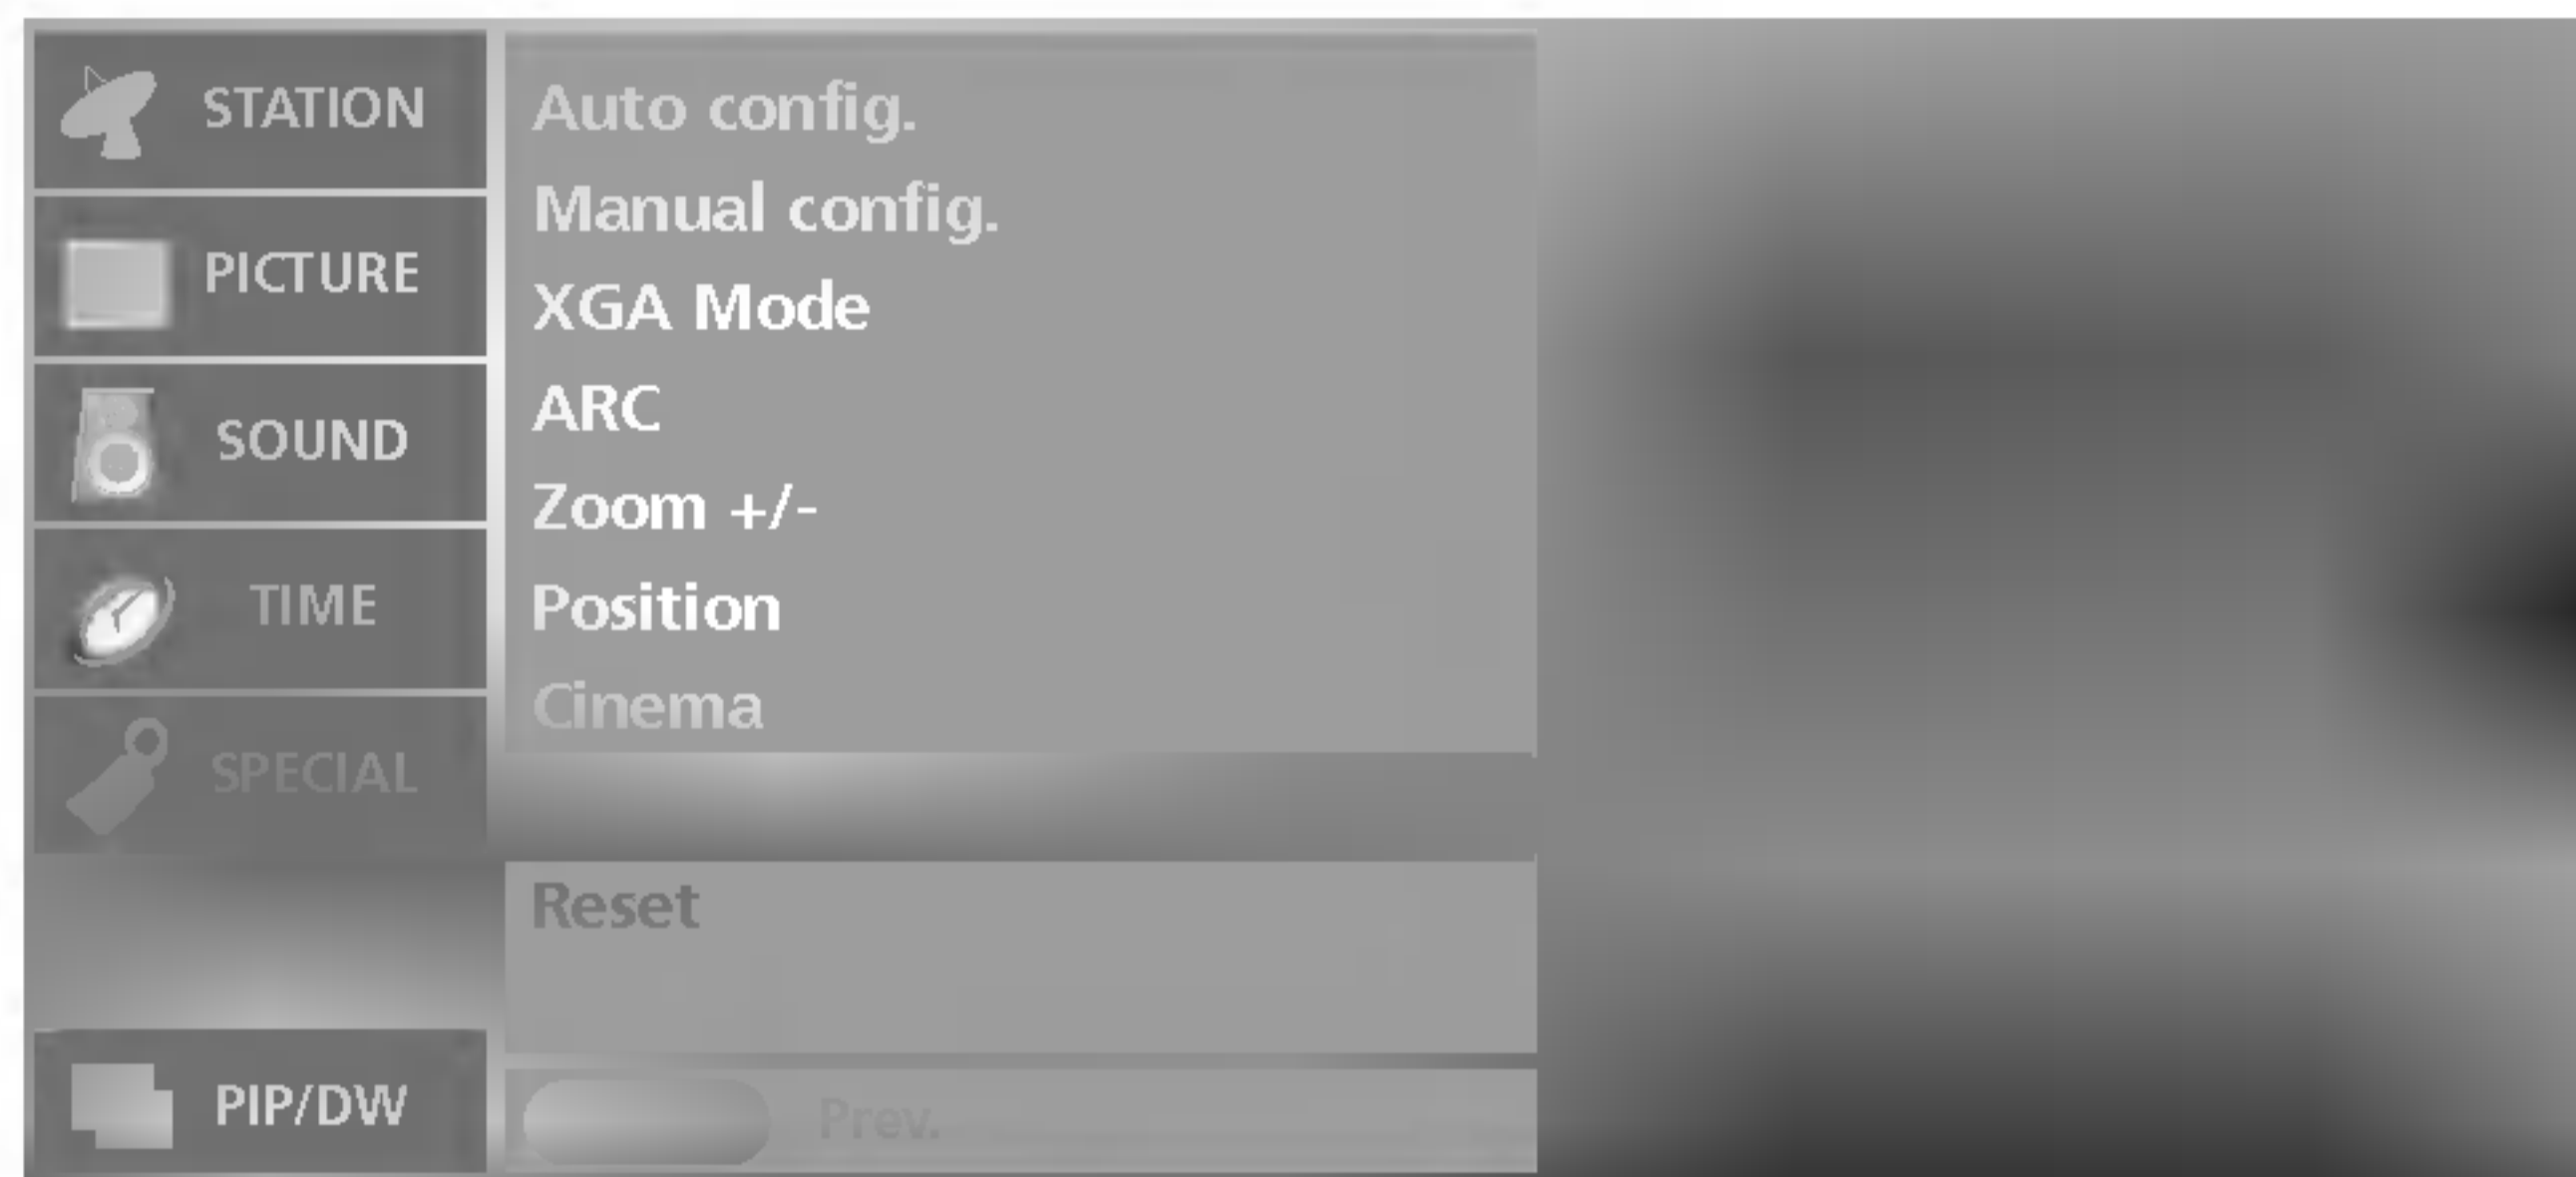 STATION
PICTURE
SOUND
TIME
SPECIAL
PIP/DW
Auto config.
Manual config.
XGA Mode
ARC
Zoom +/-
Position
Cinema
Reset
Prev.